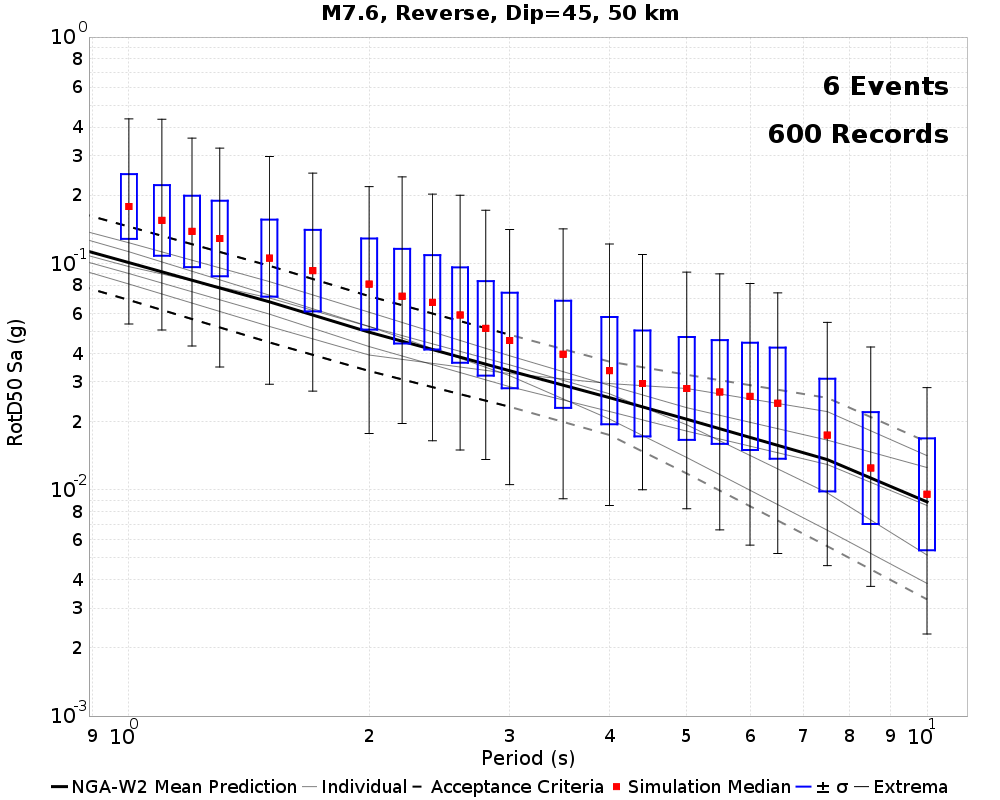 M7.6, Reverse, Dip=45, 50 km
6 Events
600 Records
RotD50 Sa (g)
10^0
8
6
4
3
2
10^-1
8
6
4
3
2
10^-2
8
6
4
3
2
10^-3
9 10^0 2 3 4 5 6 7 8 9 10^1
Period (s)
NGA-W2 Mean Prediction Individual Acceptance Criteria Simulation Median ± σ Extrema